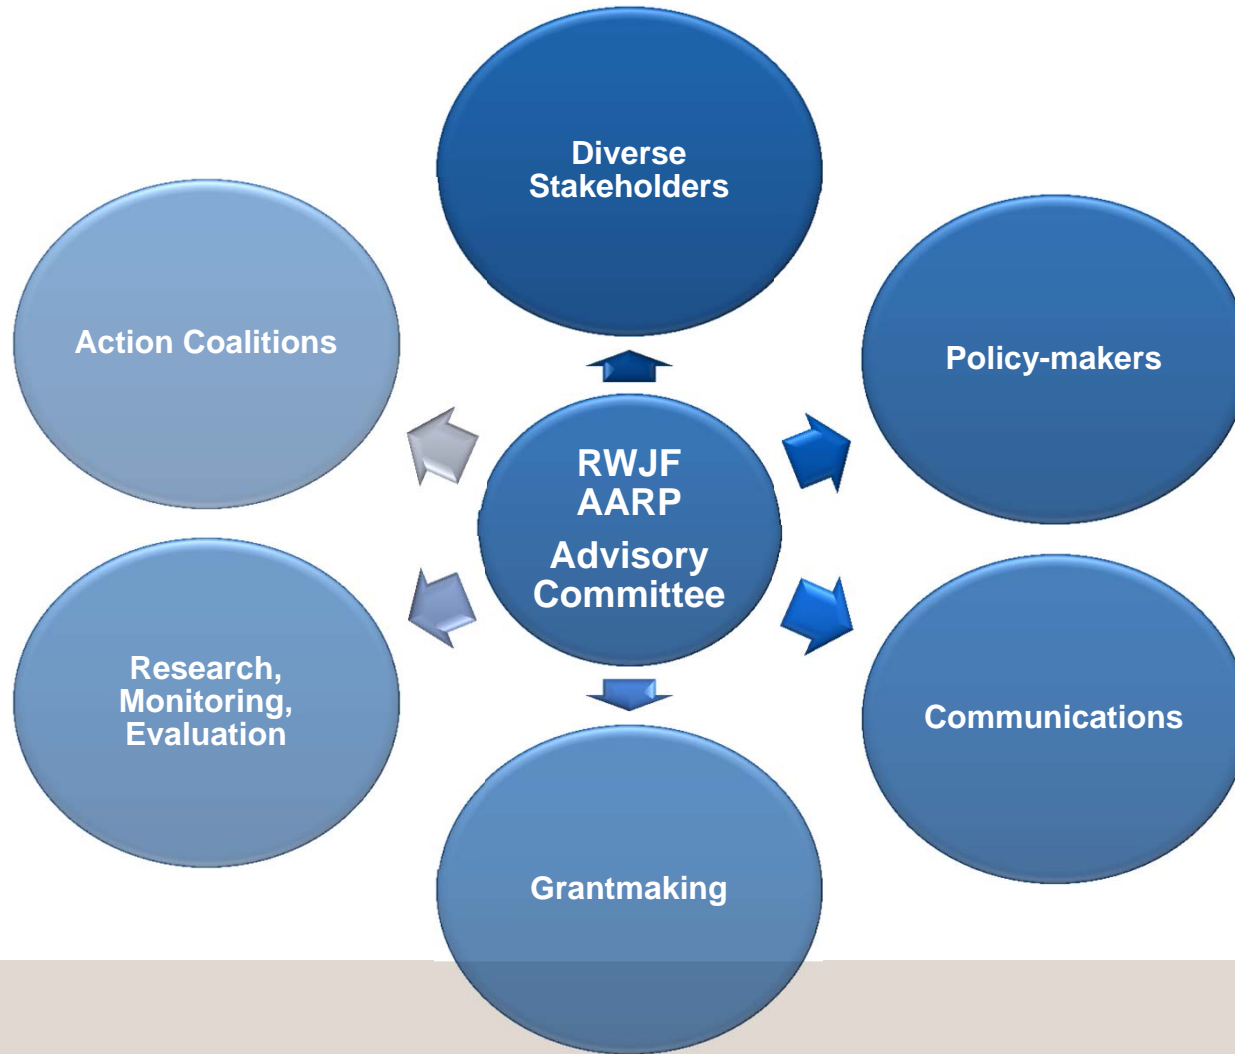 Diverse
Stakeholders
Action Coalitions
Policy-makers
RWJF
AARP
Advisory
Committee
Research,
Monitoring,
Evaluation
Communications
Grantmaking